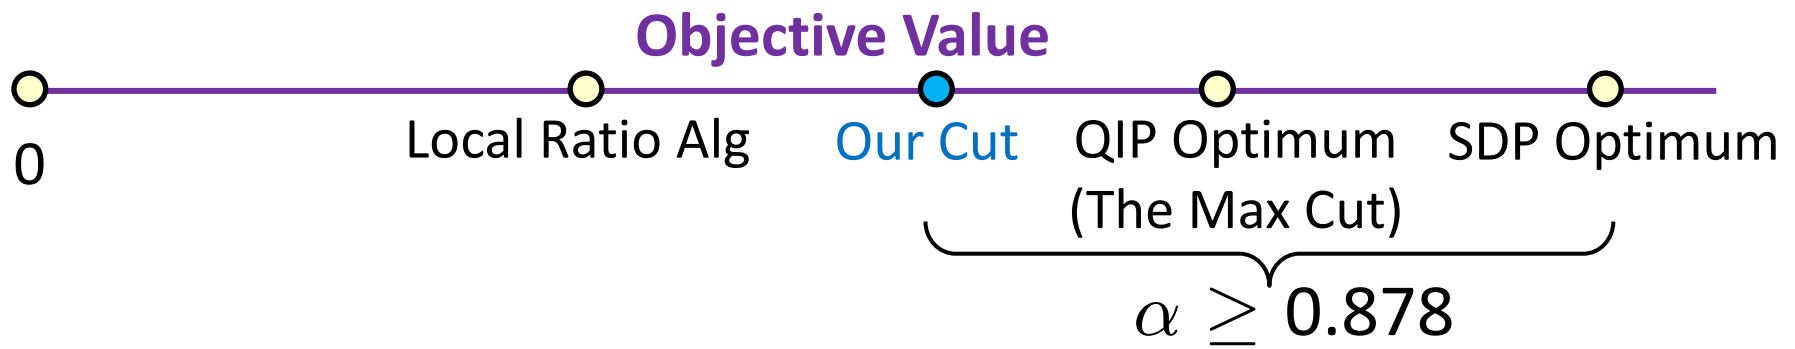 Objective Value
0
Local Ratio Alg
Our Cut
QIP Optimum
(The Max Cut)
SDP Optimum
α ≥ 0.878